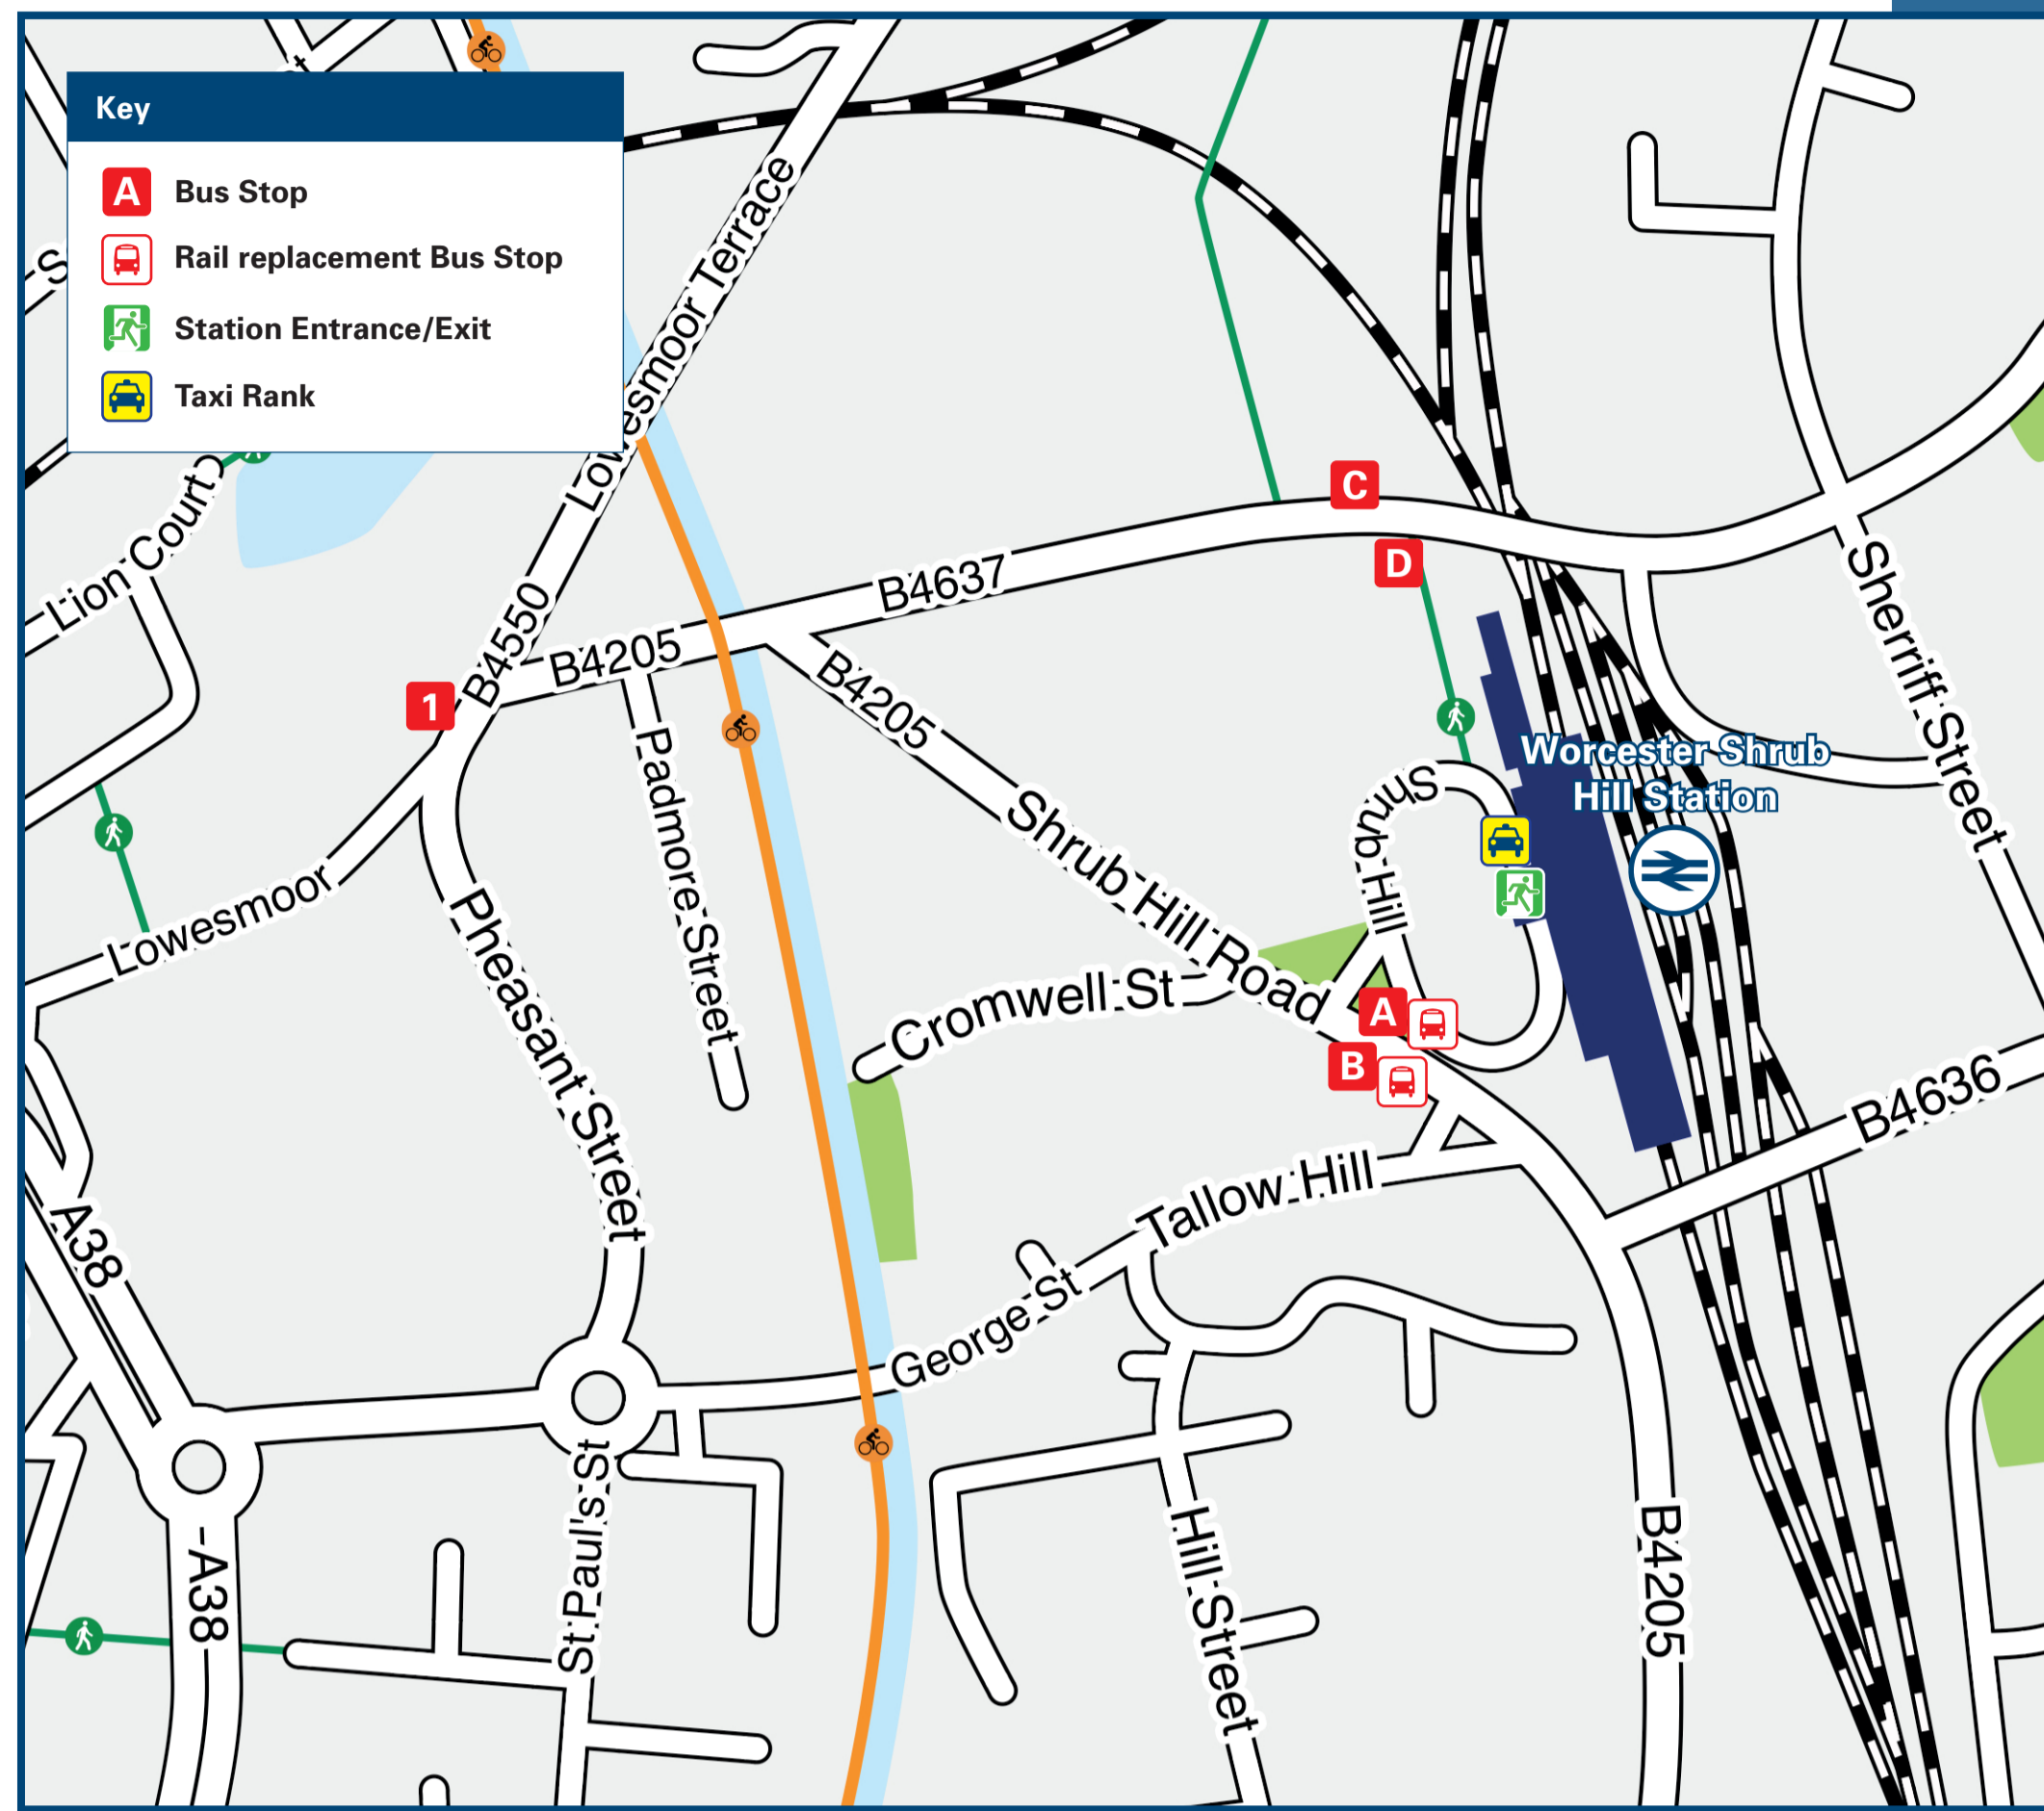 Key
A
Bus Stop
Rail replacement Bus Stop
Station Entrance/Exit
Taxi Rank
Lowesmoor Terrace
C
Lion Court
D
B4637
B4550
B4205
1
B4205
Sherriff Street
Padmore Street
Worcester Shrub
Hill Station
Shrub Hill
Shrub Hill Road
Lowesmoor
Pheasant Street
Cromwell St
A
B
B4636
Tallow Hill
A38
George St
St Paul's St
A38
Hill Street
B4205